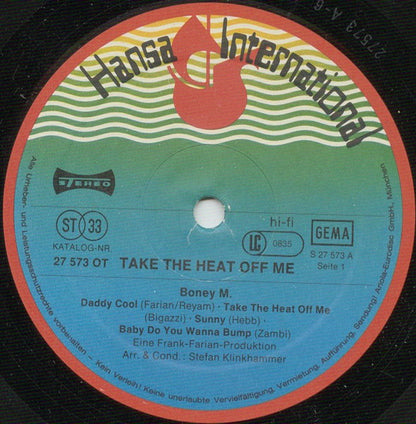 27573 A-6
Hansa International
STEREO
ST 33
hi-fi
LC 0835
GEMA
KATALOG-NR.
27 573 OT
TAKE THE HEAT OFF ME
S 27 573 A
Seite 1
Boney M.
Daddy Cool (Farian/Reyam) · Take The Heat Off Me
(Bigazzi) · Sunny (Hebb) ·
Baby Do You Wanna Bump (Zambi)
Eine Frank-Farian-Produktion
Arr. & Cond.: Stefan Klinkhammer
Alle Urheber- und Leistungsschutzrechte vorbehalten – Kein Verleih! Keine unerlaubte Vervielfältigung, Vermietung, Aufführung, Sendung! Ariola-Eurodisc GmbH., München